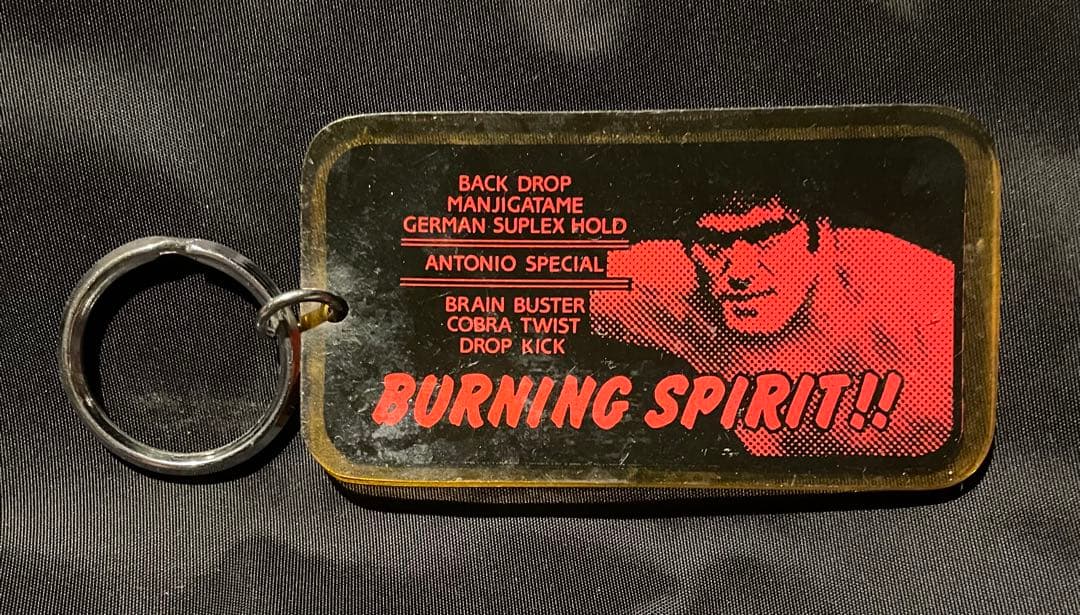 BACK DROP
MANJIGATAME
GERMAN SUPLEX HOLD
ANTONIO SPECIAL
BRAIN BUSTER
COBRA TWIST
DROP KICK
BURNING SPIRIT!!